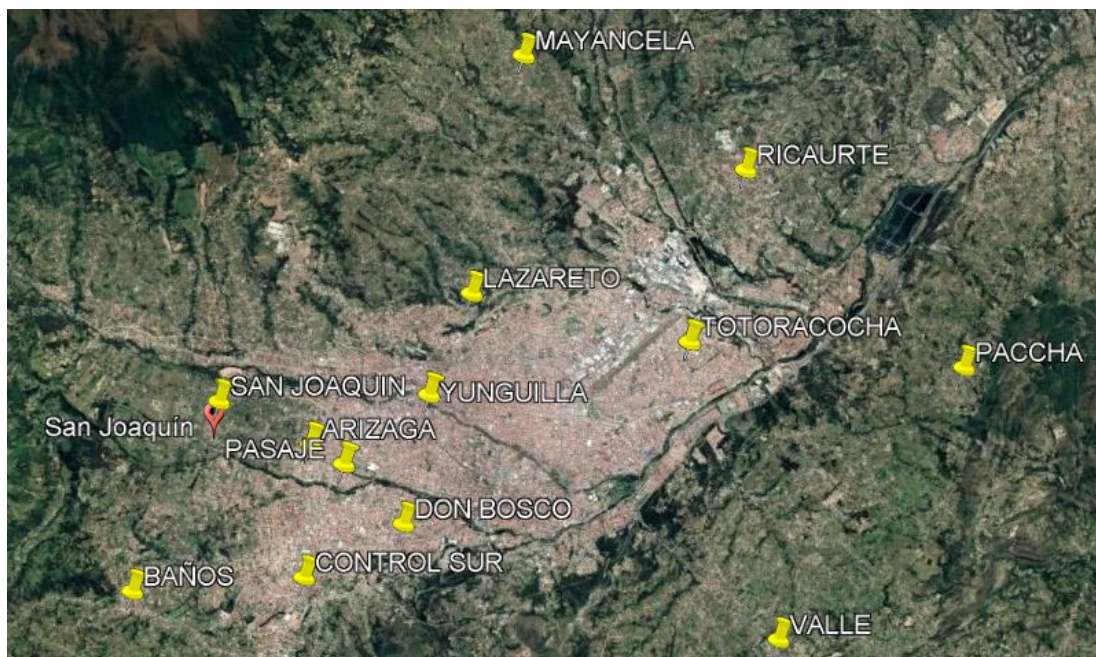 MAYANCELA
RICAURTE
LAZARETO
TOTORACOCHA
PACCHA
SAN JOAQUIN
YUNGUILLA
San Joaquín
ARIZAGA
PASAJE
DON BOSCO
CONTROL SUR
BAÑOS
VALLE